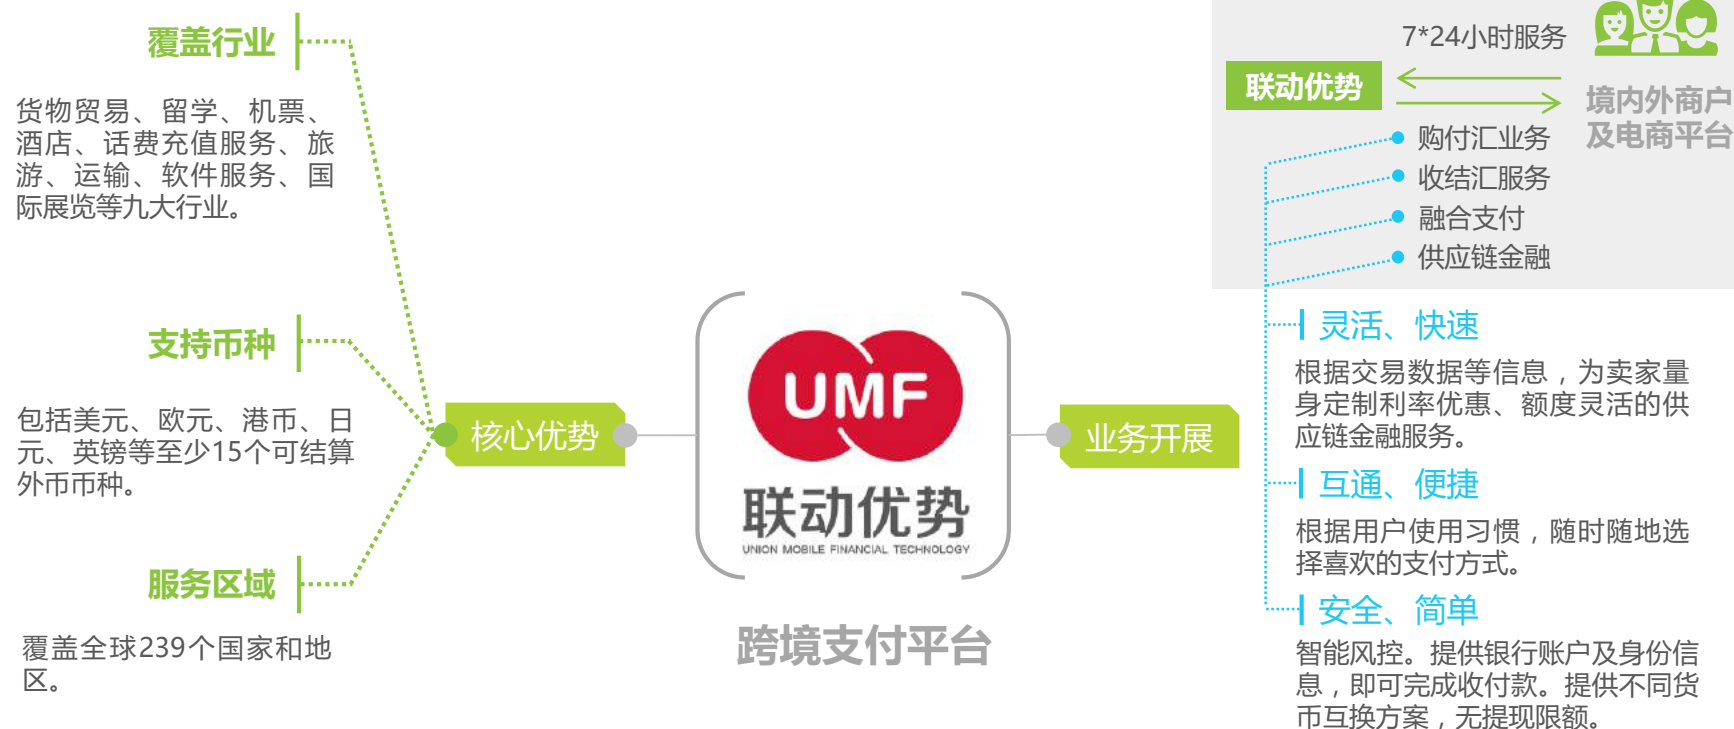 覆盖行业
货物贸易、留学、机票、
酒店、话费充值服务、旅
游、运输、软件服务、国
际展览等九大行业。
支持币种
包括美元、欧元、港币、日
元、英镑等至少15个可结算
外币币种。
服务区域
覆盖全球239个国家和地
区。
核心优势
UMF
联动优势
UNION MOBILE FINANCIAL TECHNOLOGY
跨境支付平台
业务开展
7*24小时服务
联动优势
境内外商户
及电商平台
购付汇业务
收结汇服务
融合支付
供应链金融
灵活、快速
根据交易数据等信息，为卖家量
身定制利率优惠、额度灵活的供
应链金融服务。
互通、便捷
根据用户使用习惯，随时随地选
择喜欢的支付方式。
安全、简单
智能风控。提供银行账户及身份信
息，即可完成收付款。提供不同货
币互换方案，无提现限额。